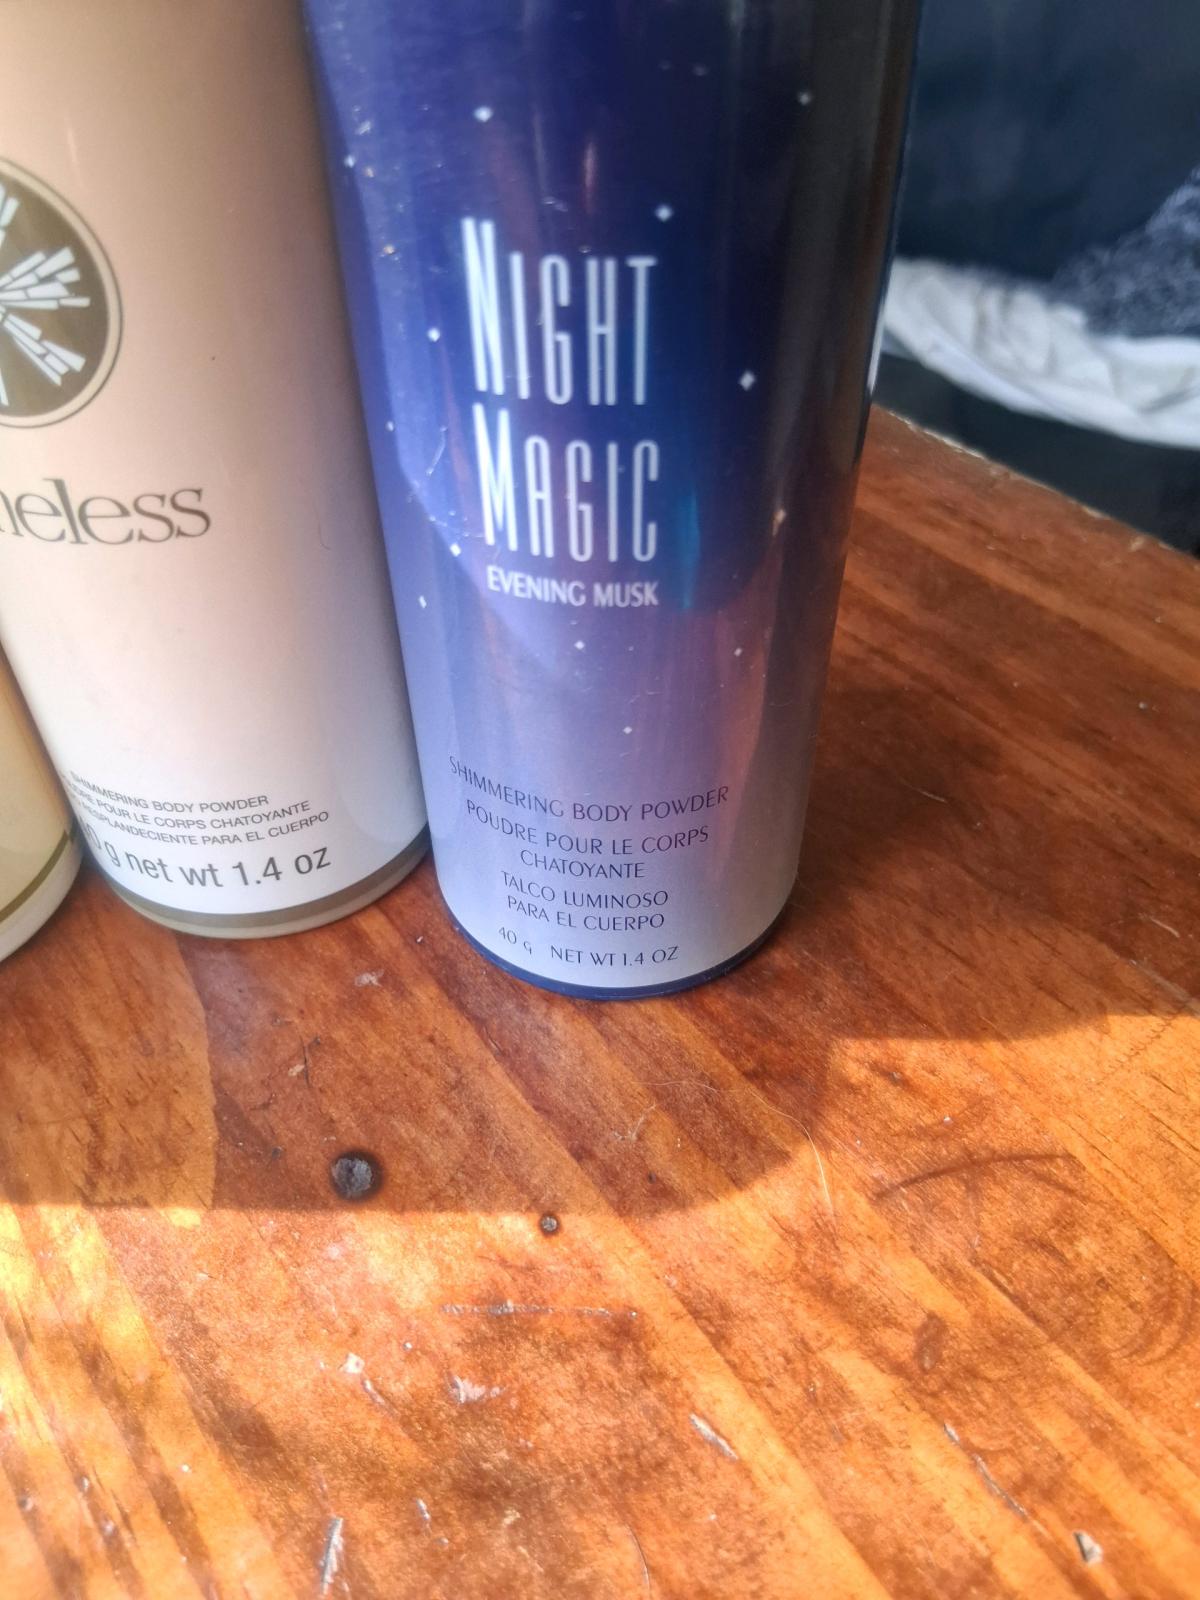 neless
SHIMMERING BODY POWDER
POUR LE CORPS CHATOYANTE
RESPLANDECIENTE PARA EL CUERPO
g net wt 1.4 oz
NIGHT
MAGIC
EVENING MUSK
SHIMMERING BODY POWDER
POUDRE POUR LE CORPS
CHATOYANTE
TALCO LUMINOSO
PARA EL CUERPO
40 g NET WT 1.4 OZ